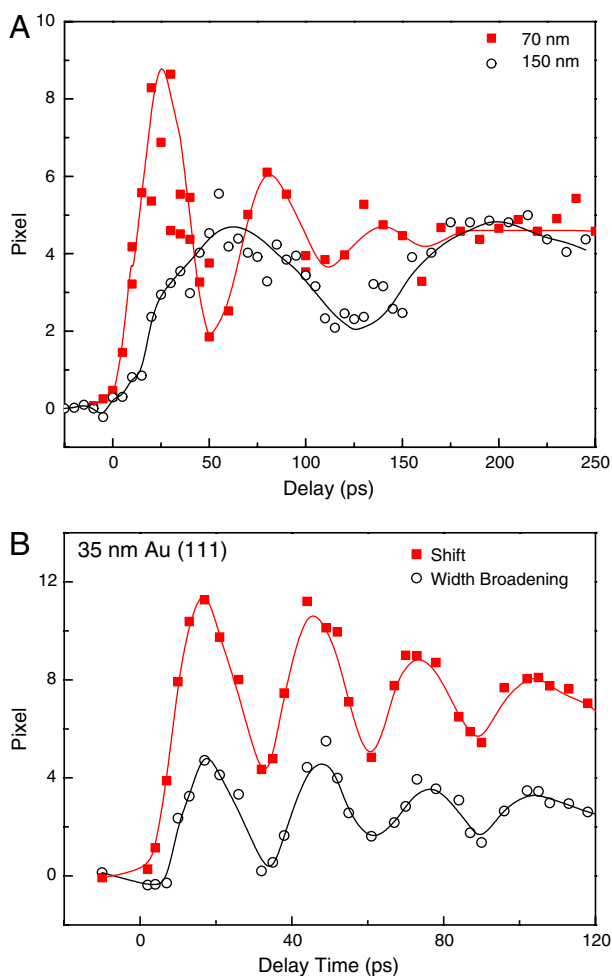 A
70 nm
150 nm
10
8
6
4
2
0
Pixel
0 50 100 150 200 250
Delay (ps)
B
35 nm Au (111)
Shift
Width Broadening
12
8
4
0
Pixel
0 40 80 120
Delay Time (ps)